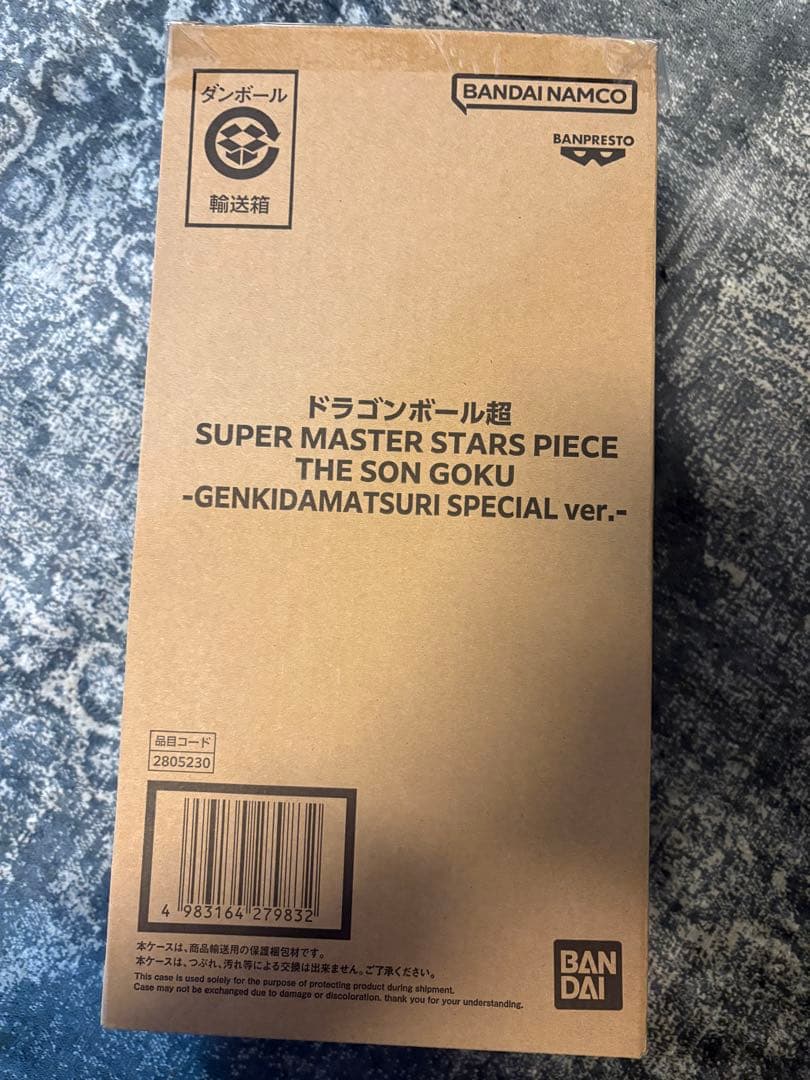 ダンボール
輸送箱
BANDAI NAMCO
BANPRESTO
ドラゴンボール超
SUPER MASTER STARS PIECE
THE SON GOKU
-GENKIDAMATSURI SPECIAL ver.-
品目コード
2805230
4 983164 279832
本ケースは、商品輸送用の保護梱包材です。
本ケースは、つぶれ、汚れ等による交換は出来ません。ご了承ください。
This case is used solely for the purpose of protecting product during shipment.
Case may not be exchanged due to damage or discoloration. thank you for your understanding.
BAN
DAI